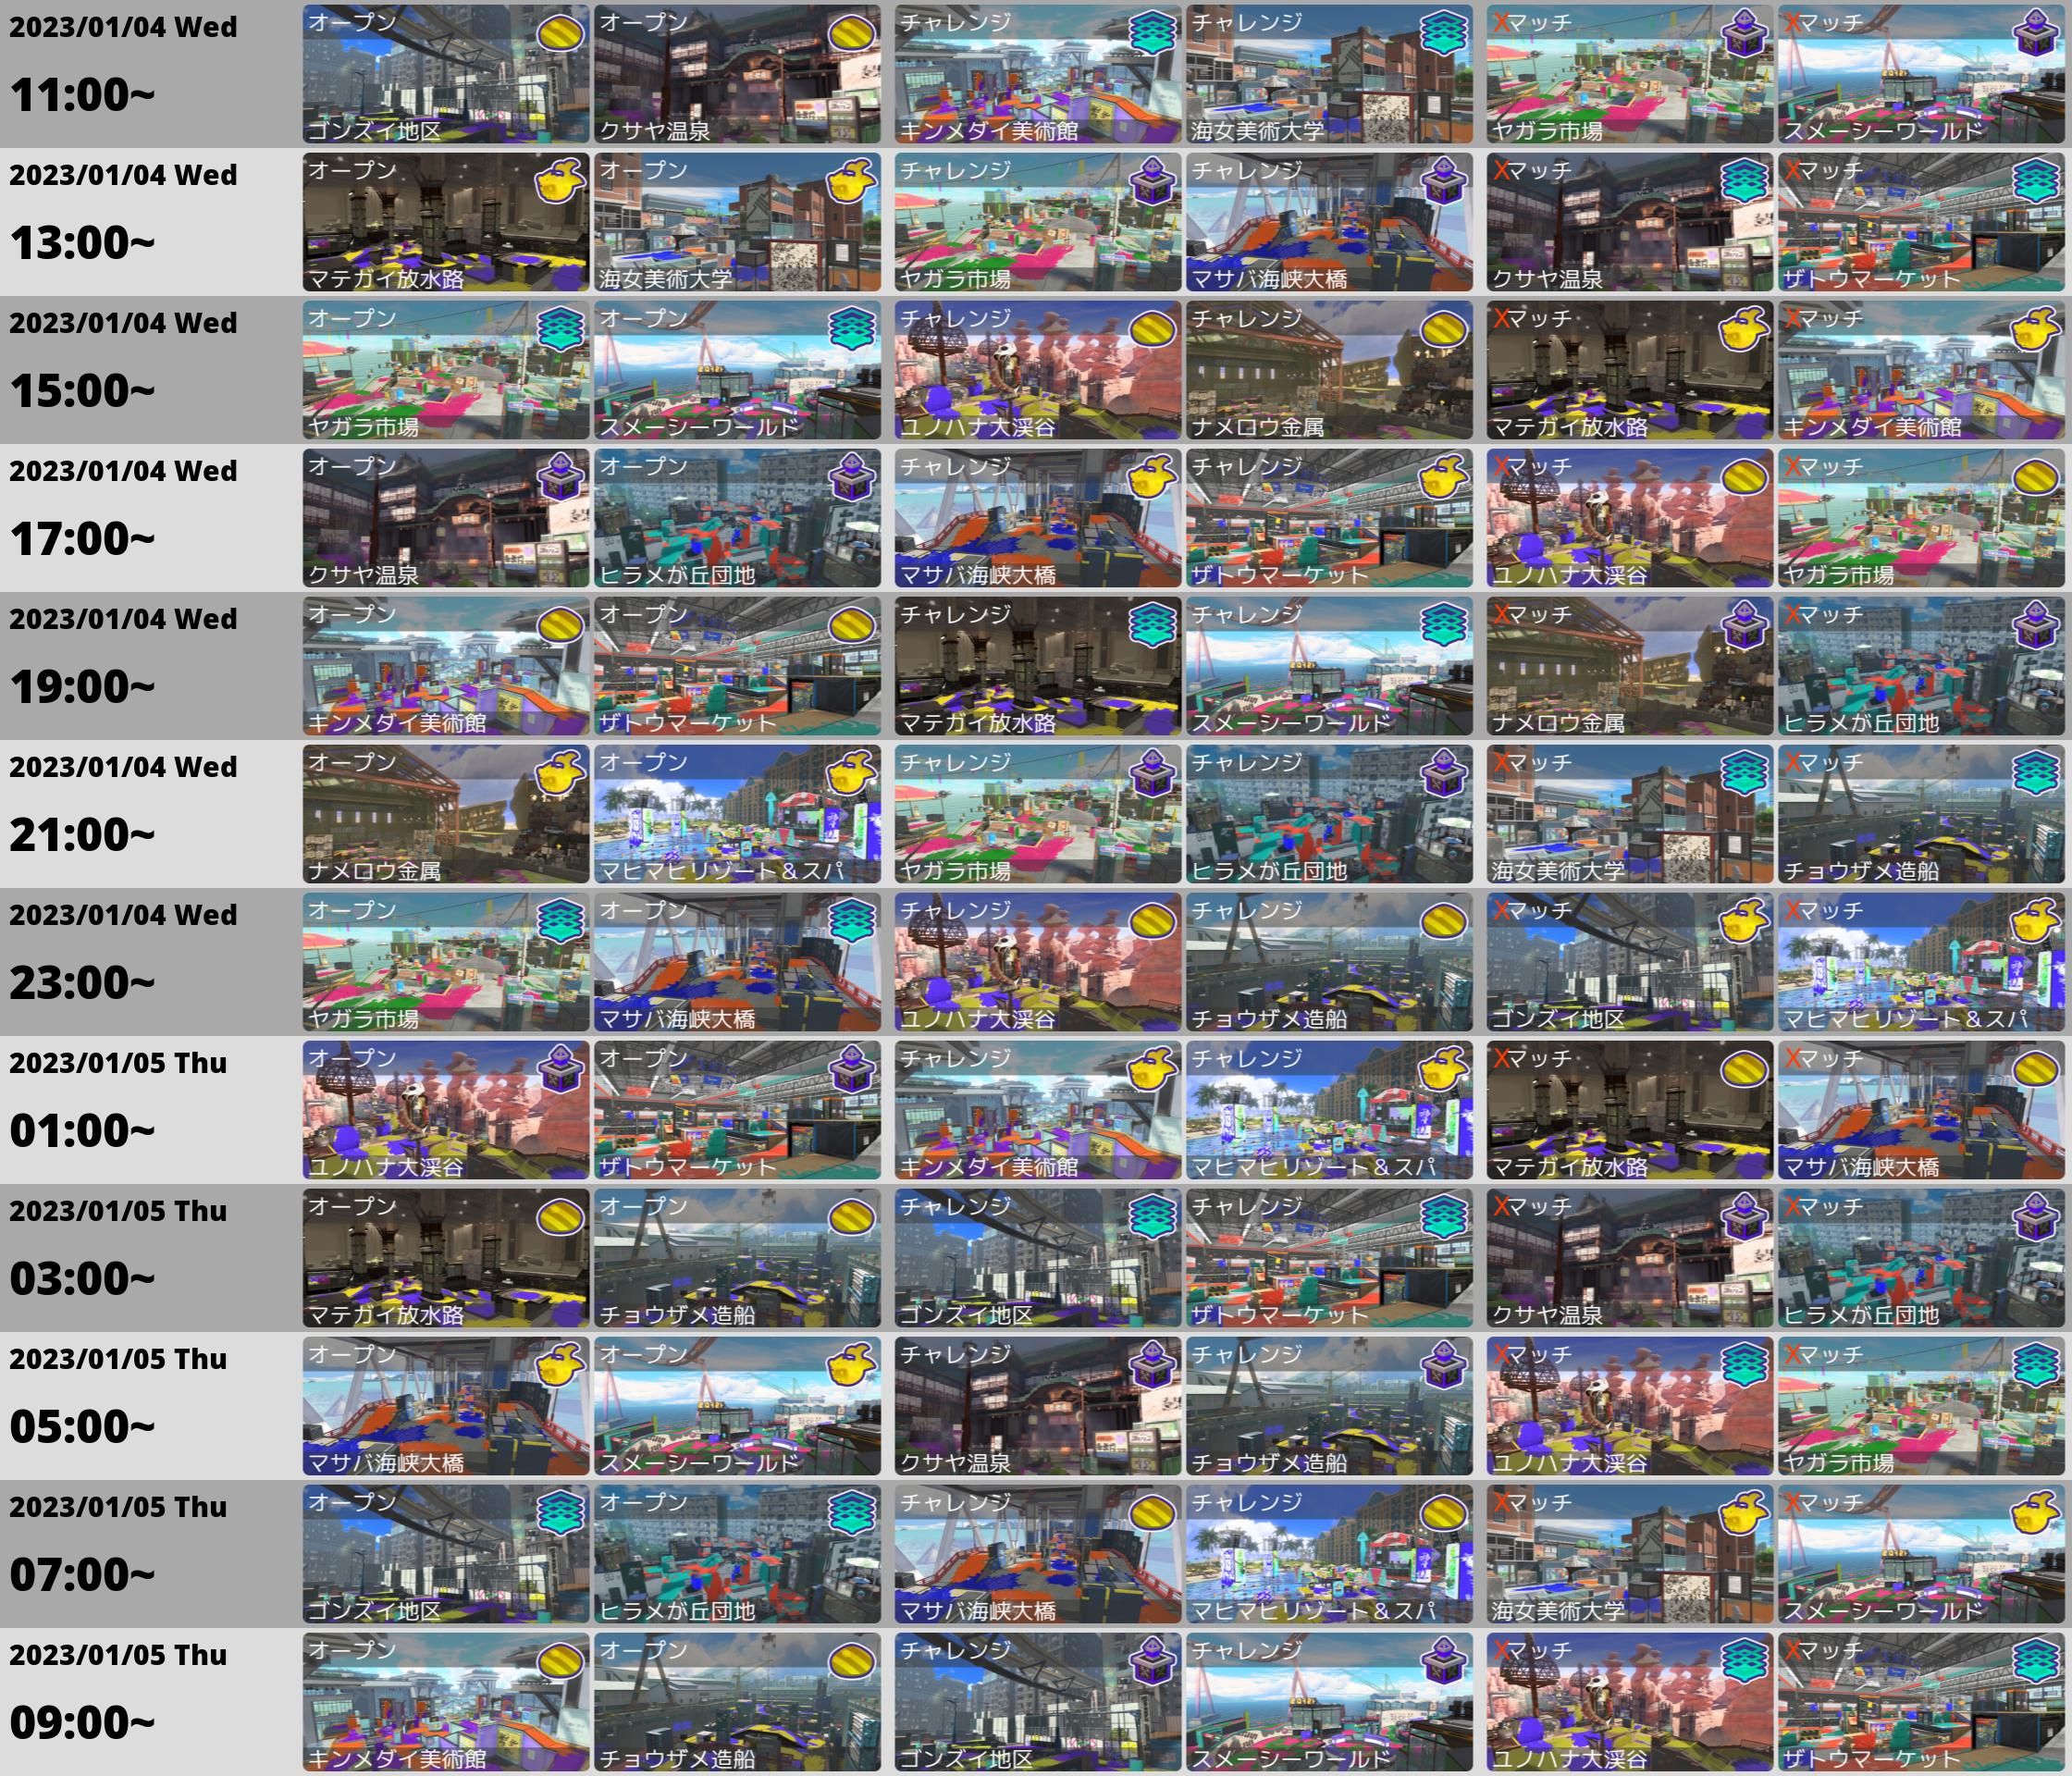 2023/01/04 Wed
11:00~
オープン オープン チャレンジ チャレンジ Xマッチ Xマッチ
ゴンズイ地区 クサヤ温泉 キンメダイ美術館 海女美術大学 ヤガラ市場 スメーシーワールド
2023/01/04 Wed
13:00~
オープン オープン チャレンジ チャレンジ Xマッチ Xマッチ
マテガイ放水路 海女美術大学 ヤガラ市場 マサバ海峡大橋 クサヤ温泉 ザトウマーケット
2023/01/04 Wed
15:00~
オープン オープン チャレンジ チャレンジ Xマッチ Xマッチ
ヤガラ市場 スメーシーワールド ユノハナ大渓谷 ナメロウ金属 マテガイ放水路 キンメダイ美術館
2023/01/04 Wed
17:00~
オープン オープン チャレンジ チャレンジ Xマッチ Xマッチ
クサヤ温泉 ヒラメが丘団地 マサバ海峡大橋 ザトウマーケット ユノハナ大渓谷 ヤガラ市場
2023/01/04 Wed
19:00~
オープン オープン チャレンジ チャレンジ Xマッチ Xマッチ
キンメダイ美術館 ザトウマーケット マテガイ放水路 スメーシーワールド ナメロウ金属 ヒラメが丘団地
2023/01/04 Wed
21:00~
オープン オープン チャレンジ チャレンジ Xマッチ Xマッチ
ナメロウ金属 マヒマヒリゾート&スパ ヤガラ市場 ヒラメが丘団地 海女美術大学 チョウザメ造船
2023/01/04 Wed
23:00~
オープン オープン チャレンジ チャレンジ Xマッチ Xマッチ
ヤガラ市場 マサバ海峡大橋 ユノハナ大渓谷 チョウザメ造船 ゴンズイ地区 マヒマヒリゾート&スパ
2023/01/05 Thu
01:00~
オープン オープン チャレンジ チャレンジ Xマッチ Xマッチ
ユノハナ大渓谷 ザトウマーケット キンメダイ美術館 マヒマヒリゾート&スパ マテガイ放水路 マサバ海峡大橋
2023/01/05 Thu
03:00~
オープン オープン チャレンジ チャレンジ Xマッチ Xマッチ
マテガイ放水路 チョウザメ造船 ゴンズイ地区 ザトウマーケット クサヤ温泉 ヒラメが丘団地
2023/01/05 Thu
05:00~
オープン オープン チャレンジ チャレンジ Xマッチ Xマッチ
マサバ海峡大橋 スメーシーワールド クサヤ温泉 チョウザメ造船 ユノハナ大渓谷 ヤガラ市場
2023/01/05 Thu
07:00~
オープン オープン チャレンジ チャレンジ Xマッチ Xマッチ
ゴンズイ地区 ヒラメが丘団地 マサバ海峡大橋 マヒマヒリゾート&スパ 海女美術大学 スメーシーワールド
2023/01/05 Thu
09:00~
オープン オープン チャレンジ チャレンジ Xマッチ Xマッチ
キンメダイ美術館 チョウザメ造船 ゴンズイ地区 スメーシーワールド ユノハナ大渓谷 ザトウマーケット